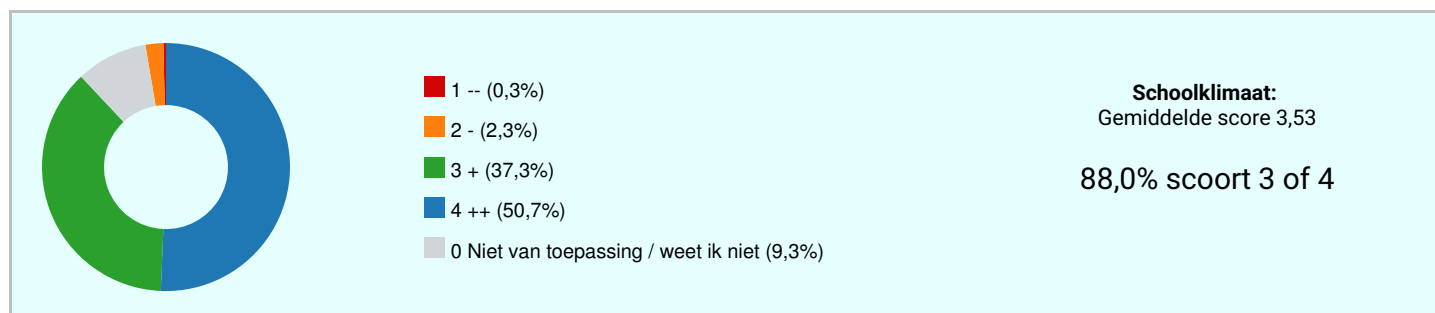 1 -- (0,3%)
2 - (2,3%)
3 + (37,3%)
4 ++ (50,7%)
0 Niet van toepassing / weet ik niet (9,3%)
Schoolklimaat:
Gemiddelde score 3,53
88,0% scoort 3 of 4